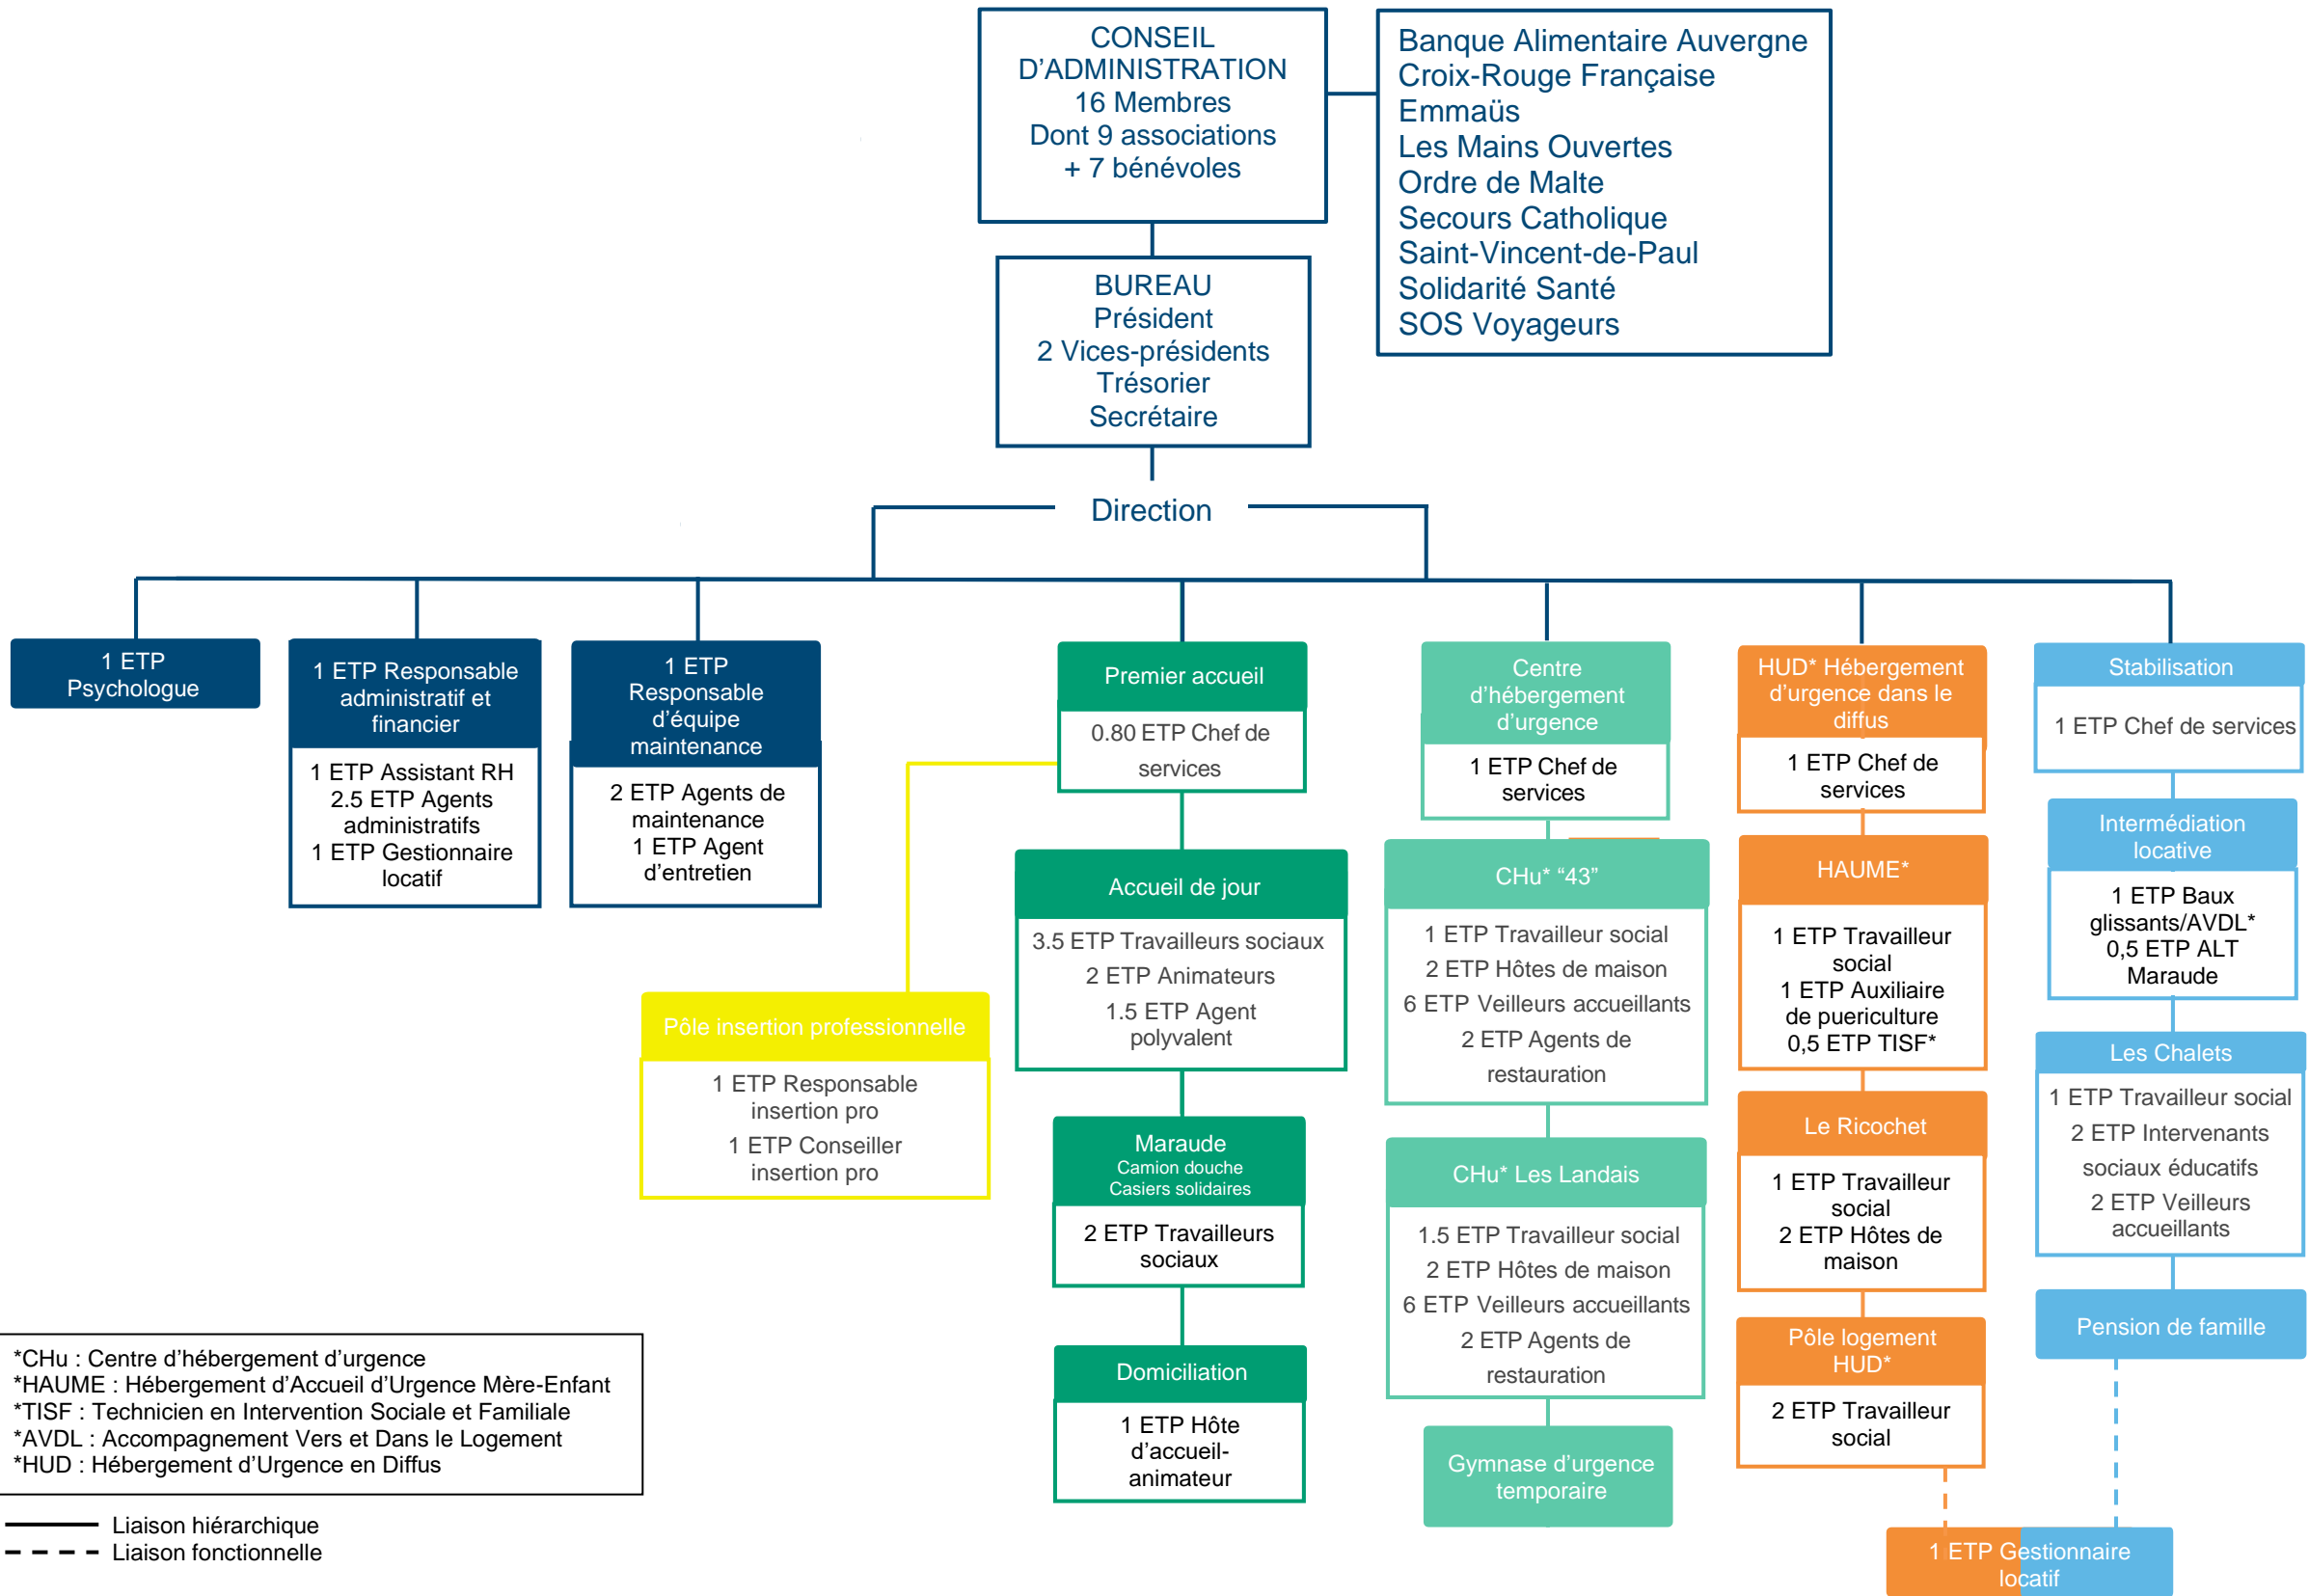 CONSEIL
D'ADMINISTRATION
16 Membres
Dont 9 associations
+ 7 bénévoles
Banque Alimentaire Auvergne
Croix-Rouge Française
Emmaüs
Les Mains Ouvertes
Ordre de Malte
Secours Catholique
Saint-Vincent-de-Paul
Solidarité Santé
SOS Voyageurs
BUREAU
Président
2 Vices-présidents
Trésorier
Secrétaire
Direction
1 ETP
Psychologue
1 ETP Responsable
administratif et
financier
1 ETP Assistant RH
2.5 ETP Agents
administratifs
1 ETP Gestionnaire
locatif
1 ETP
Responsable
d'équipe
maintenance
2 ETP Agents de
maintenance
1 ETP Agent
d'entretien
Premier accueil
0.80 ETP Chef de
services
Pôle insertion professionnelle
1 ETP Responsable
insertion pro
1 ETP Conseiller
insertion pro
Accueil de jour
3.5 ETP Travailleurs sociaux
2 ETP Animateurs
1.5 ETP Agent
polyvalent
Maraude
Camion douche
Casiers solidaires
2 ETP Travailleurs
sociaux
Domiciliation
1 ETP Hôte
d'accueil-
animateur
Centre
d'hébergement
d'urgence
1 ETP Chef de
services
CHu* “43”
1 ETP Travailleur social
2 ETP Hôtes de maison
6 ETP Veilleurs accueillants
2 ETP Agents de
restauration
CHu* Les Landais
1.5 ETP Travailleur social
2 ETP Hôtes de maison
6 ETP Veilleurs accueillants
2 ETP Agents de
restauration
Gymnase d'urgence
temporaire
HUD* Hébergement
d'urgence dans le
diffus
1 ETP Chef de
services
HAUME*
1 ETP Travailleur
social
1 ETP Auxiliaire
de puericulture
0,5 ETP TISF*
Le Ricochet
1 ETP Travailleur
social
2 ETP Hôtes de
maison
Pôle logement
HUD*
2 ETP Travailleur
social
Stabilisation
1 ETP Chef de services
Intermédiation
locative
1 ETP Baux
glissants/AVDL*
0,5 ETP ALT
Maraude
Les Chalets
1 ETP Travailleur social
2 ETP Intervenants
sociaux éducatifs
2 ETP Veilleurs
accueillants
Pension de famille
1 ETP Gestionnaire
locatif
*CHu : Centre d'hébergement d'urgence
*HAUME : Hébergement d'Accueil d'Urgence Mère-Enfant
*TISF : Technicien en Intervention Sociale et Familiale
*AVDL : Accompagnement Vers et Dans le Logement
*HUD : Hébergement d'Urgence en Diffus
Liaison hiérarchique
Liaison fonctionnelle